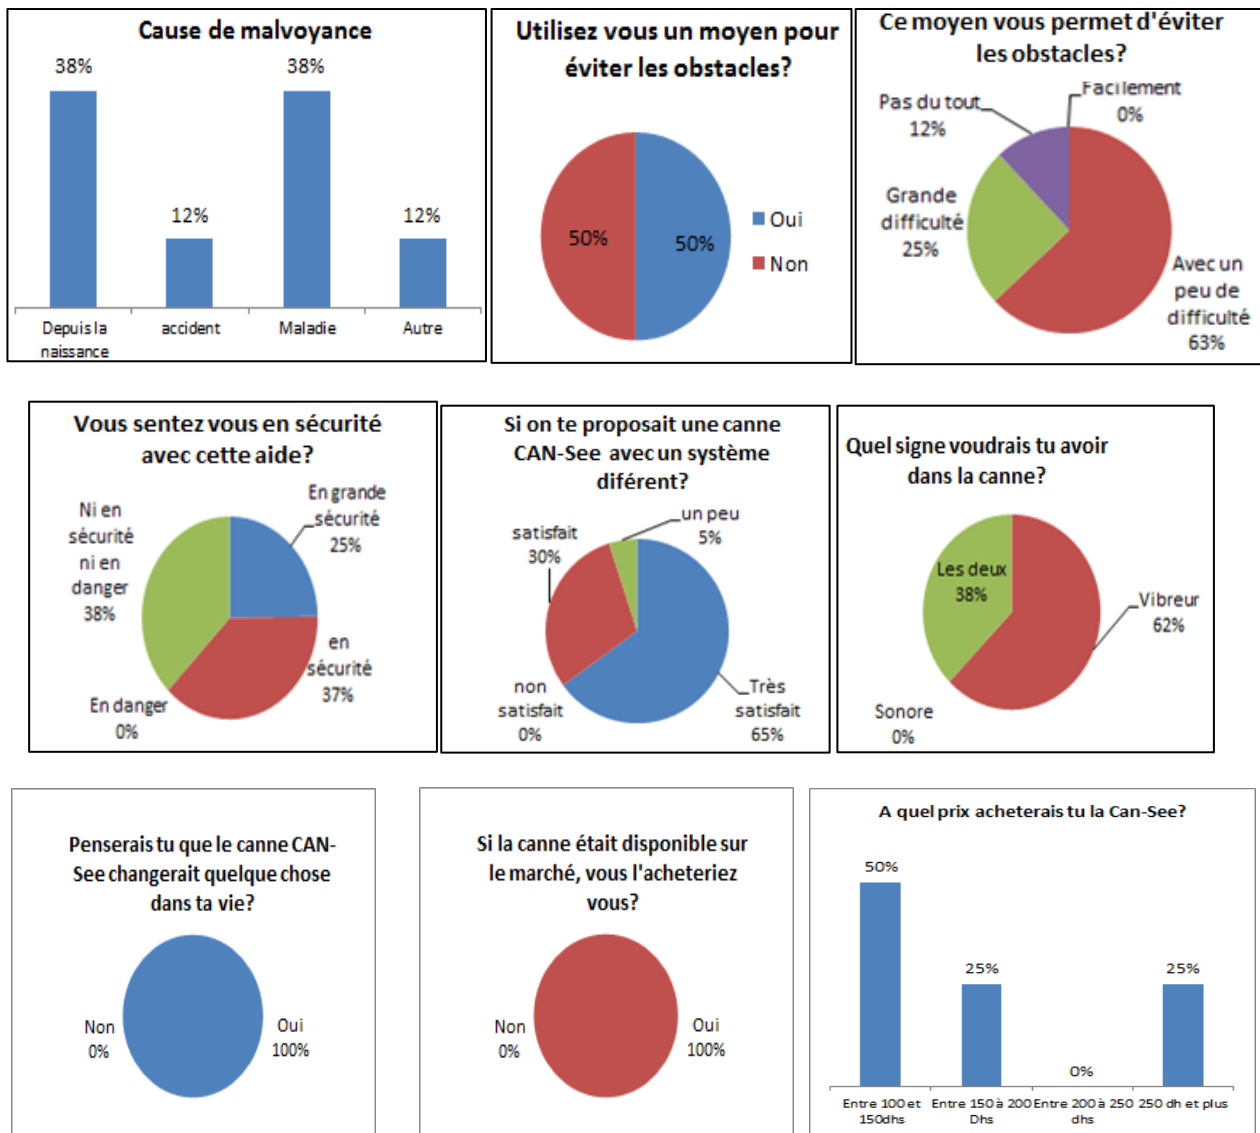 Cause de malvoyance
38%
12%
38%
12%
Depuis la
naissance
accident
Maladie
Autre
Utilisez vous un moyen pour
éviter les obstacles?
50%
50%
Oui
Non
Ce moyen vous permet d'éviter
les obstacles?
Pas du tout
12%
Facilement
0%
Grande
difficulté
25%
Avec un
peu de
difficulté
63%
Vous sentez vous en sécurité
avec cette aide?
Ni en
sécurité
ni en
danger
38%
En grande
sécurité
25%
en
sécurité
37%
En danger
0%
Si on te proposait une canne
CAN-See avec un système
diférent?
un peu
5%
satisfait
30%
non
satisfait
0%
Très
satisfait
65%
Quel signe voudrais tu avoir
dans la canne?
Les deux
38%
Vibreur
62%
Sonore
0%
Penserais tu que le canne CAN-
See changerait quelque chose
dans ta vie?
Non
0%
Oui
100%
Si la canne était disponible sur
le marché, vous l'acheteriez
vous?
Non
0%
Oui
100%
A quel prix acheterais tu la Can-See?
50%
25%
0%
25%
Entre 100 et
150dhs
Entre 150 à 200
Dhs
Entre 200 à 250
dhs
250 dh et plus